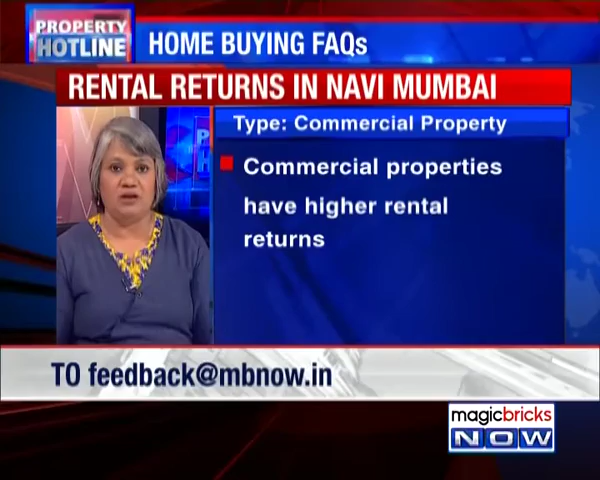 PROPERTY
HOTLINE
HOME BUYING FAQs
RENTAL RETURNS IN NAVI MUMBAI
Type: Commercial Property
Commercial properties
have higher rental
returns
TO feedback@mbnow.in
magicbricks
NOW